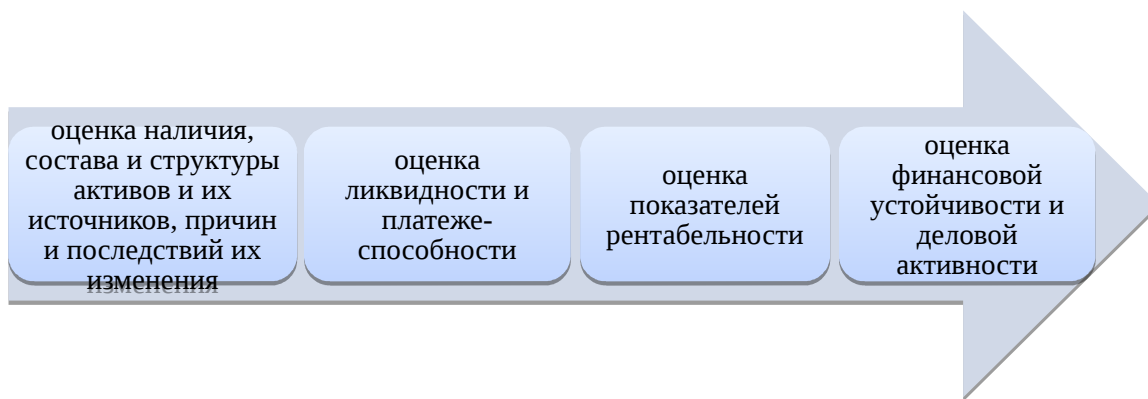 оценка наличия,
состава и структуры
активов и их
источников, причин
и последствий их
изменения
оценка
ликвидности и
платеже-
способности
оценка
показателей
рентабельности
оценка
финансовой
устойчивости и
деловой
активности